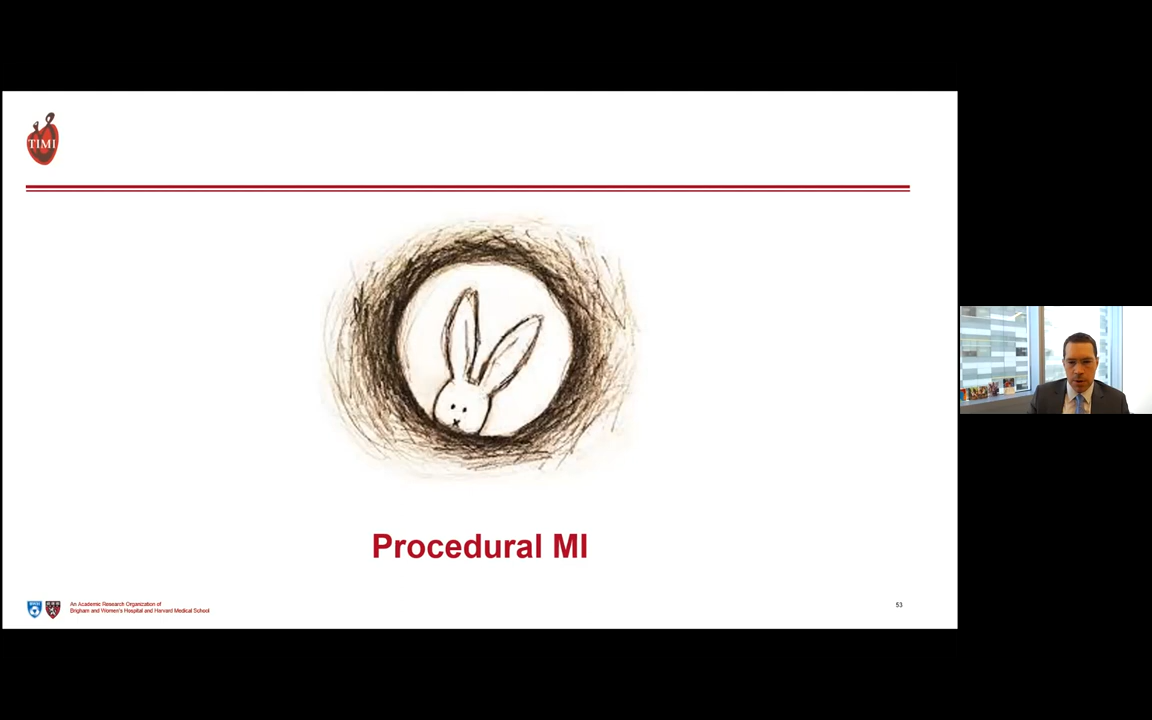 TIMI
Procedural MI
An Academic Research Organization of
Brigham and Women's Hospital and Harvard Medical School
53